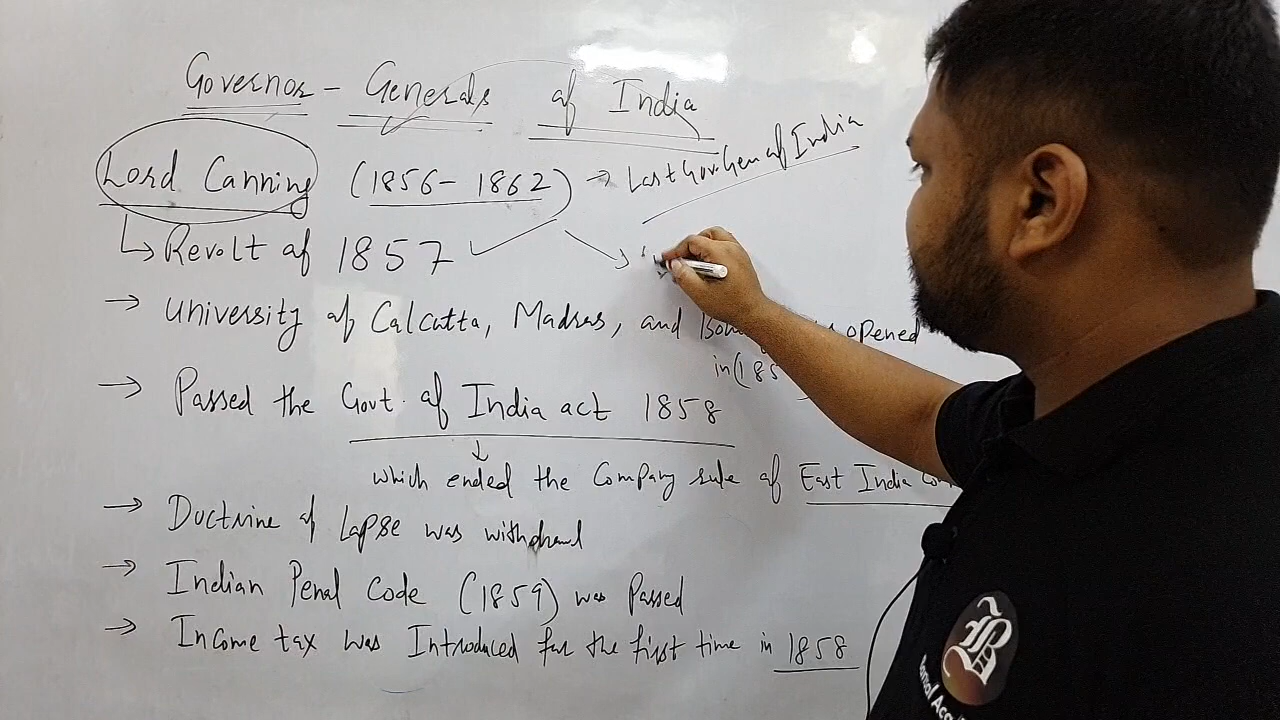 Governor-Generals of India
Lord Canning (1856-1862) → Last Gov. Gen of India
↳ Revolt of 1857
→ University of Calcutta, Madras, and opened
in (185
→ Passed the Govt. of India act 1858
↓
which ended the Company rule of East India
→ Doctrine of Lapse was withdrawl
→ Indian Penal Code (1859) was Passed
→ Income tax was Introduced for the first time in 1858
B